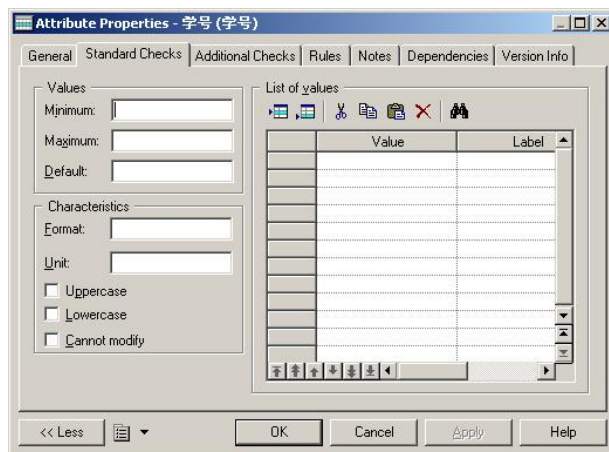 Attribute Properties - 学号 (学号)
General Standard Checks Additional Checks Rules Notes Dependencies Version Info
Values
Minimum:
Maximum:
Default:
Characteristics
Format:
Unit:
Uppercase
Lowercase
Cannot modify
List of values
Value Label
<< Less OK Cancel Apply Help